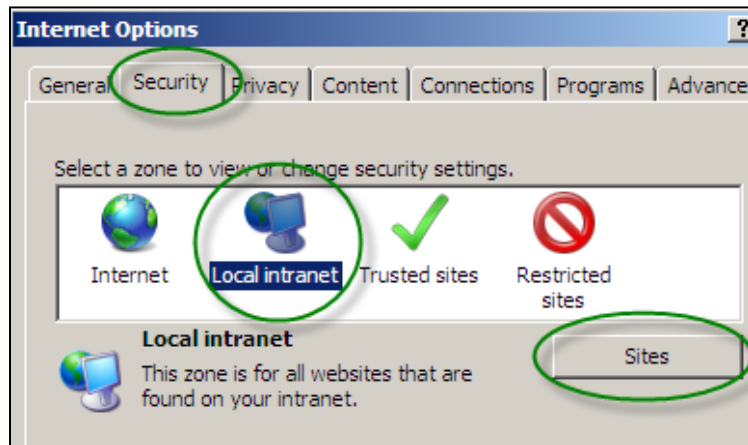 Internet Options ?
General Security Privacy Content Connections Programs Advance
Select a zone to view or change security settings.
Internet Local intranet Trusted sites Restricted
sites
Local intranet
Sites
This zone is for all websites that are
found on your intranet.